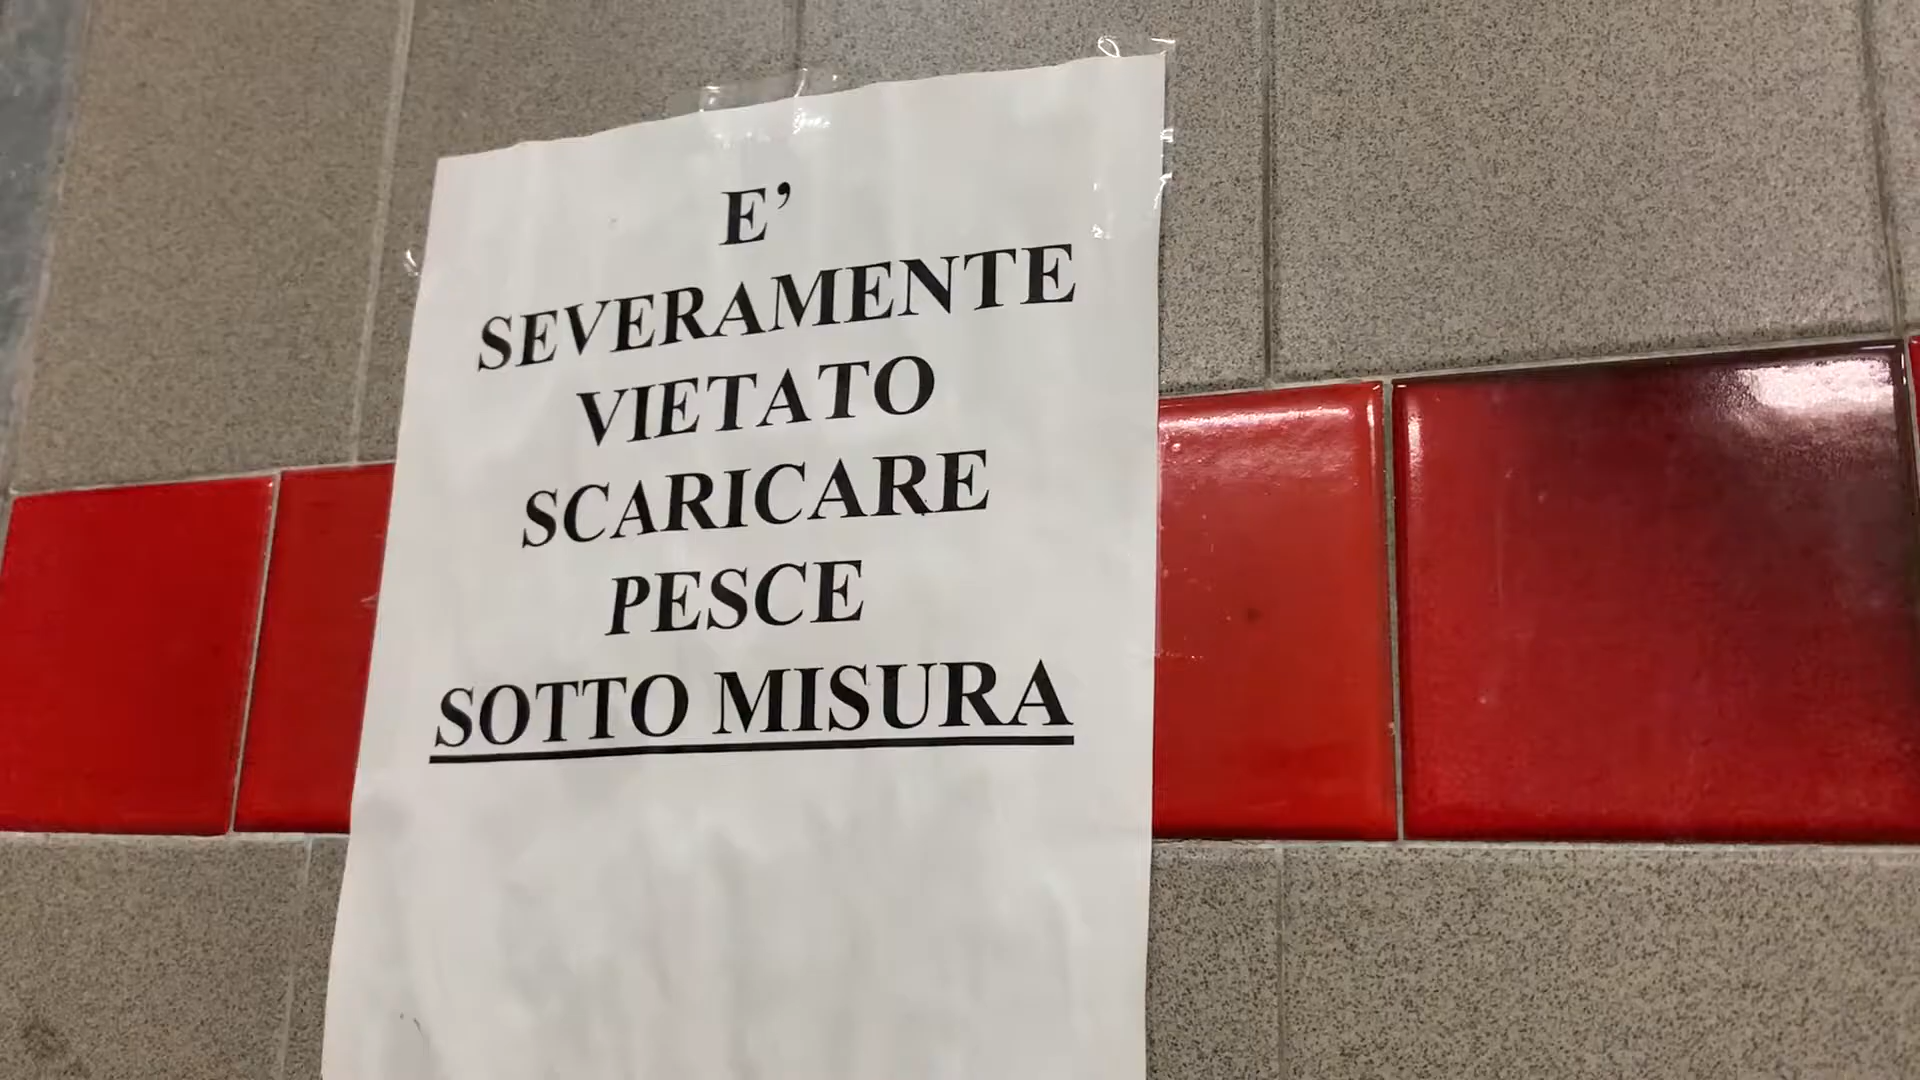 E’
SEVERAMENTE
VIETATO
SCARICARE
PESCE
SOTTO MISURA